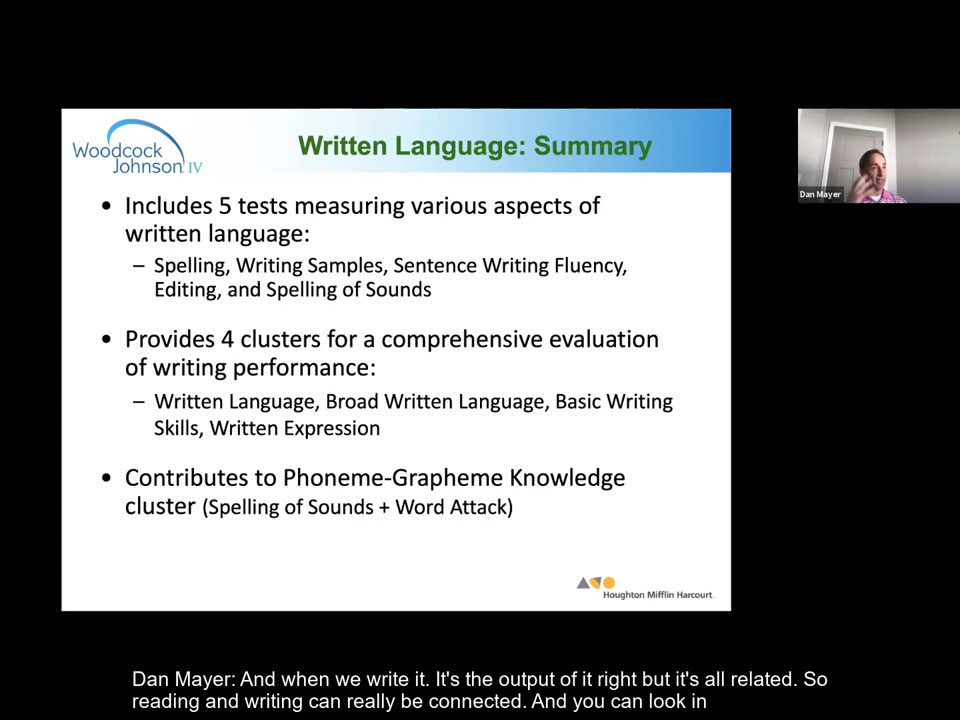 Woodcock
Johnson IV
Written Language: Summary
• Includes 5 tests measuring various aspects of
written language:
– Spelling, Writing Samples, Sentence Writing Fluency,
Editing, and Spelling of Sounds
• Provides 4 clusters for a comprehensive evaluation
of writing performance:
– Written Language, Broad Written Language, Basic Writing
Skills, Written Expression
• Contributes to Phoneme-Grapheme Knowledge
cluster (Spelling of Sounds + Word Attack)
Houghton Mifflin Harcourt.
Dan Mayer
Dan Mayer: And when we write it. It's the output of it right but it's all related. So
reading and writing can really be connected. And you can look in